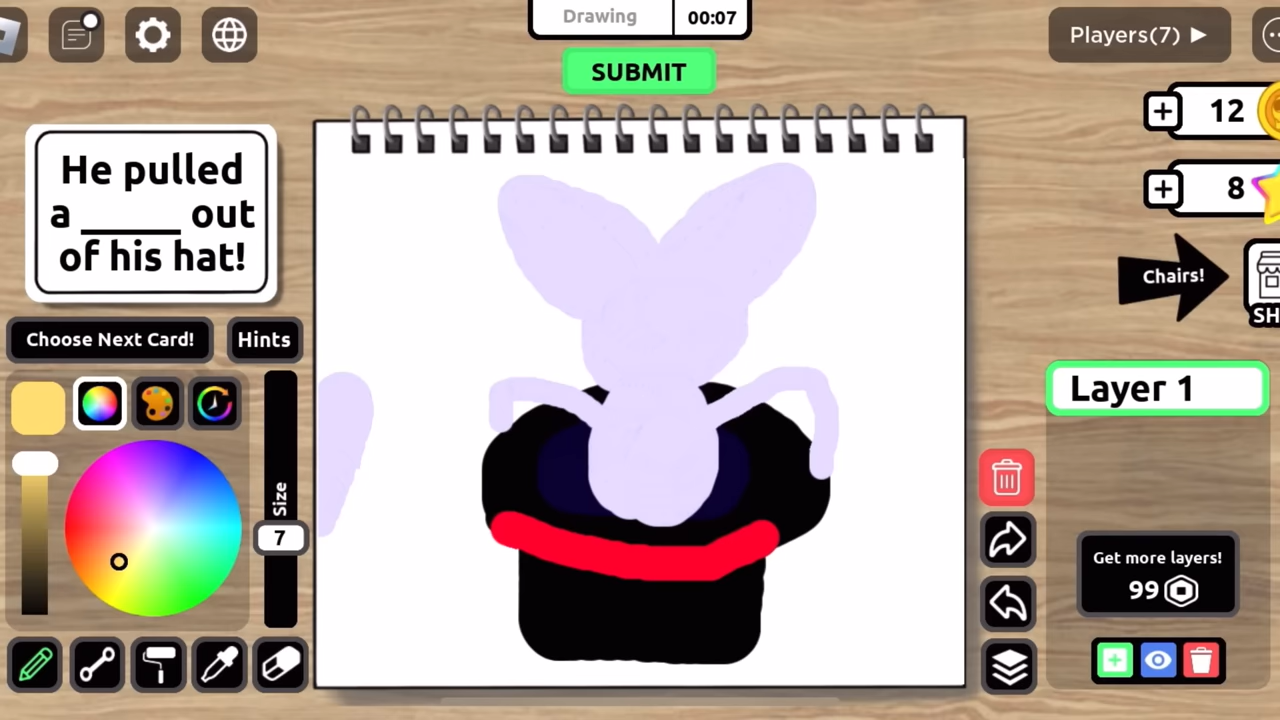 Drawing 00:07
Players(7) ►
SUBMIT
12
8
He pulled
a _____ out
of his hat!
Chairs!
SH
Choose Next Card!
Hints
Layer 1
Size
7
Get more layers!
99